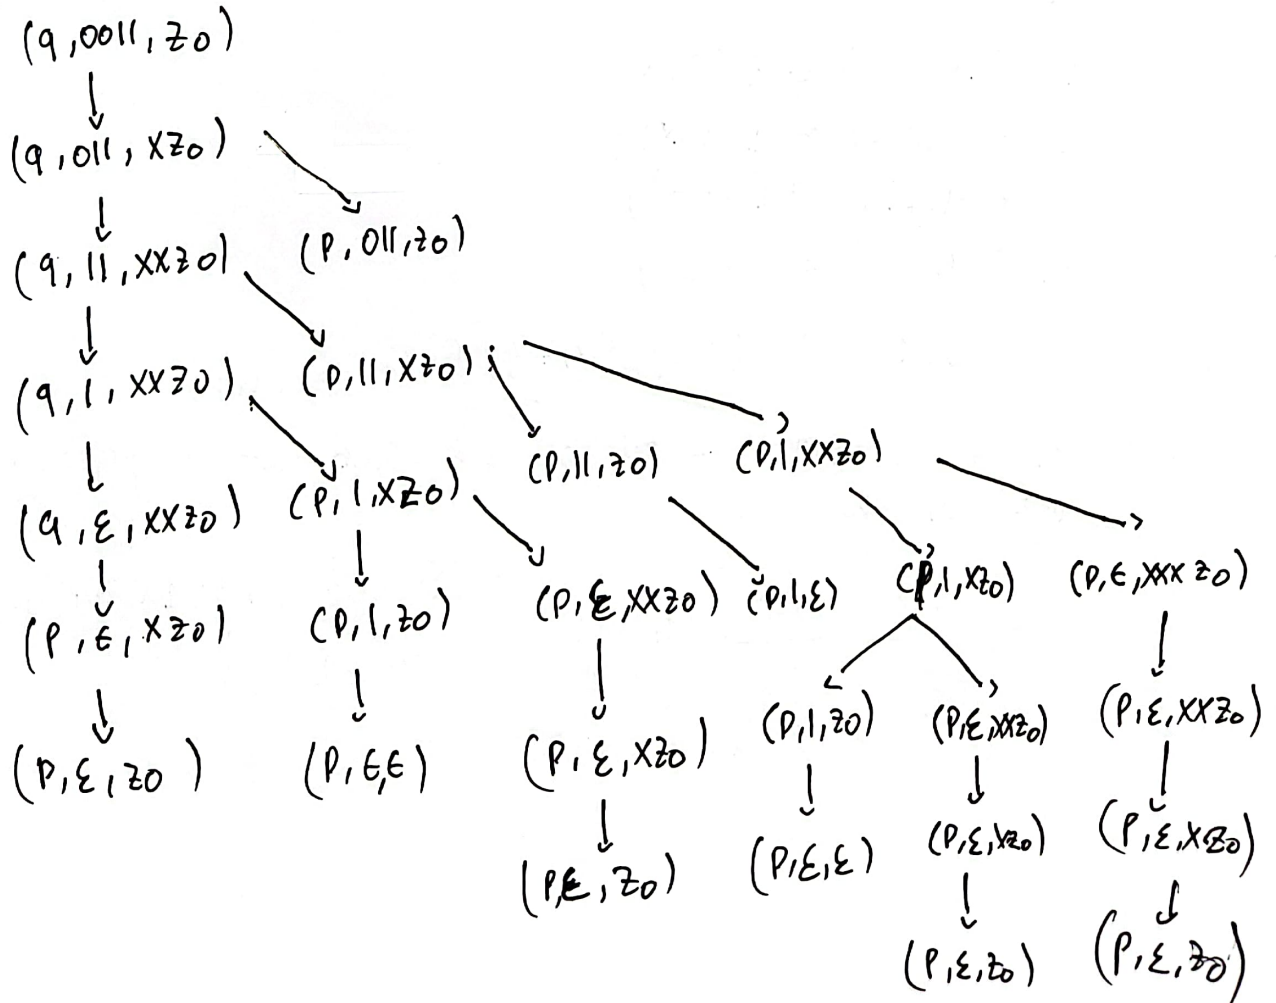 (q,0011,z0)
(q,011,xz0)
(q,11,xxz0)
(p,011,z0)
(q,1,xxz0)
(p,11,xz0)
(q,ε,xxz0)
(p,1,xz0)
(p,11,z0)
(p,1,xxz0)
(p,ε,xz0)
(p,1,z0)
(p,ε,xxz0)
(p,1,ε)
(p,1,xz0)
(p,ε,xxxz0)
(p,ε,z0)
(p,ε,ε)
(p,ε,xz0)
(p,1,z0)
(p,ε,xxz0)
(p,ε,xxz0)
(p,ε,z0)
(p,ε,ε)
(p,ε,xz0)
(p,ε,xz0)
(p,ε,z0)
(p,ε,z0)